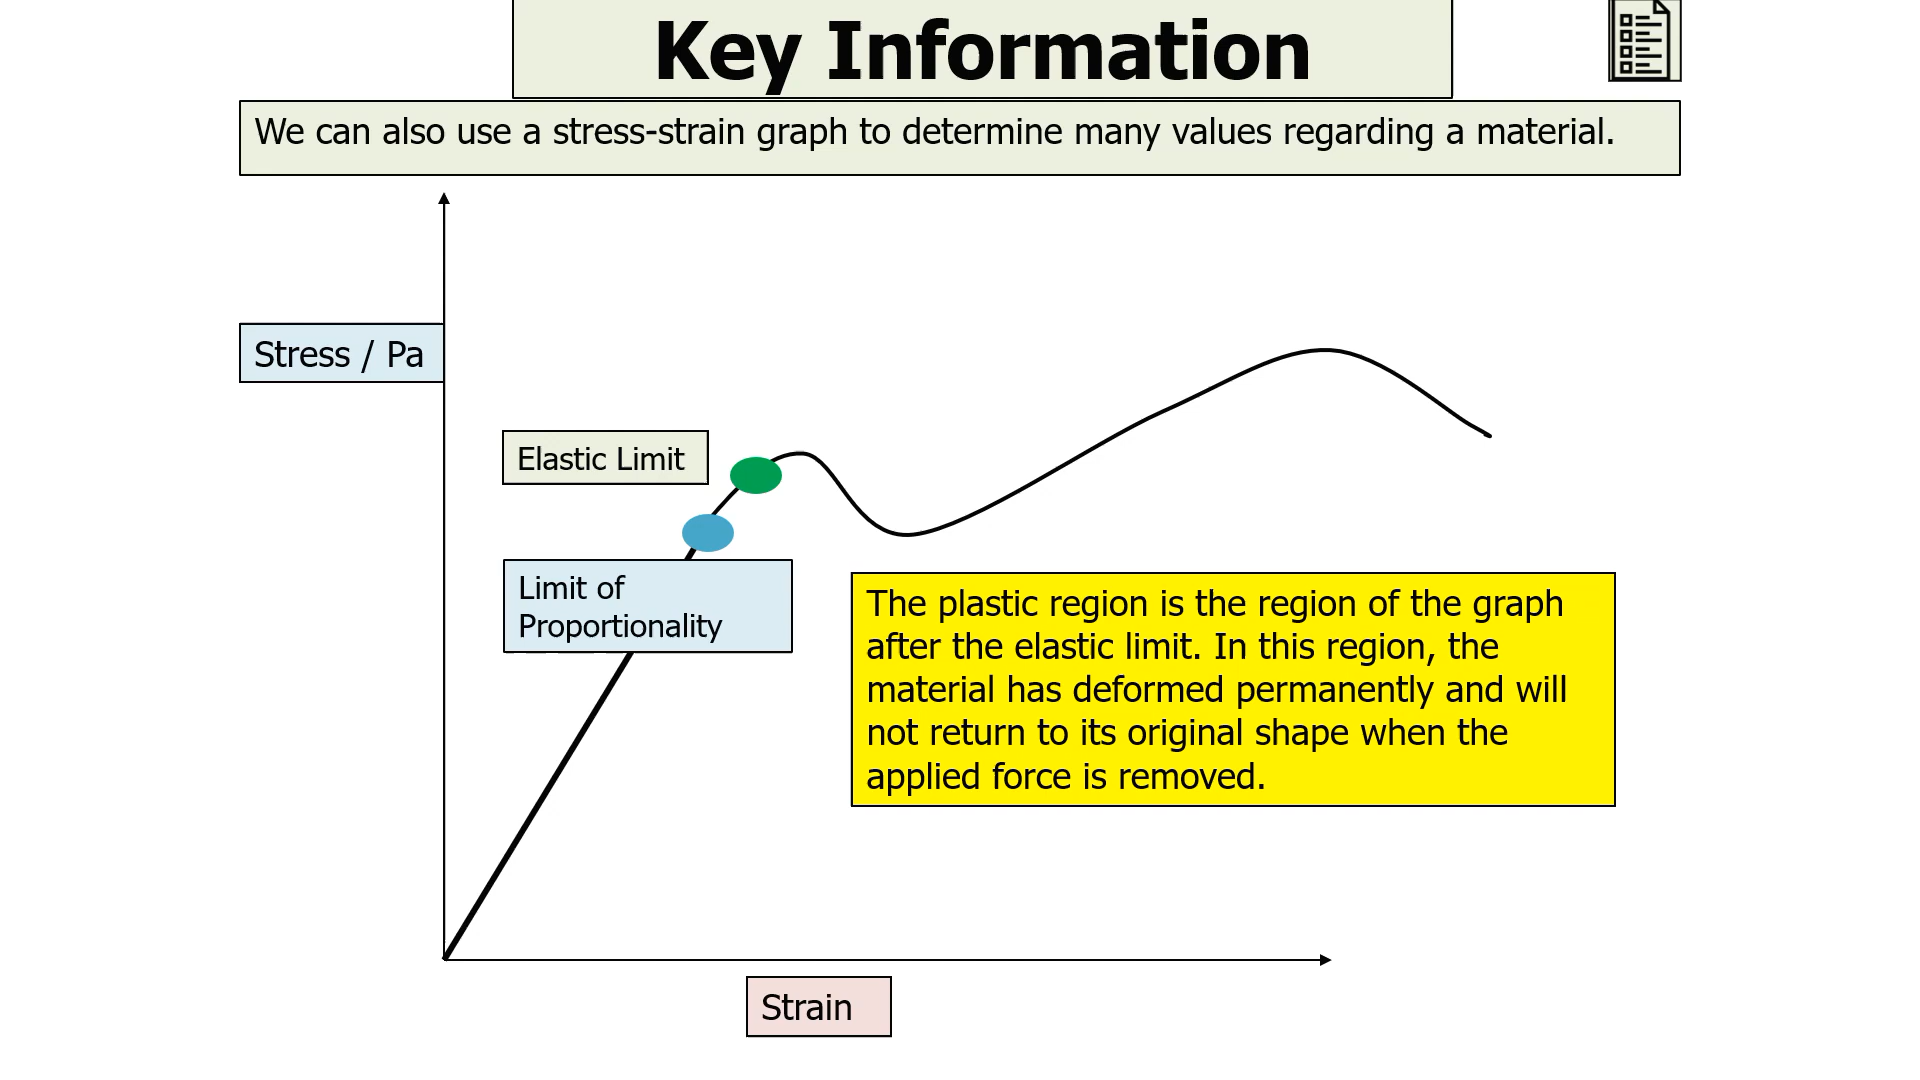 Key Information
We can also use a stress-strain graph to determine many values regarding a material.
Stress / Pa
Elastic Limit
Limit of
Proportionality
The plastic region is the region of the graph
after the elastic limit. In this region, the
material has deformed permanently and will
not return to its original shape when the
applied force is removed.
Strain